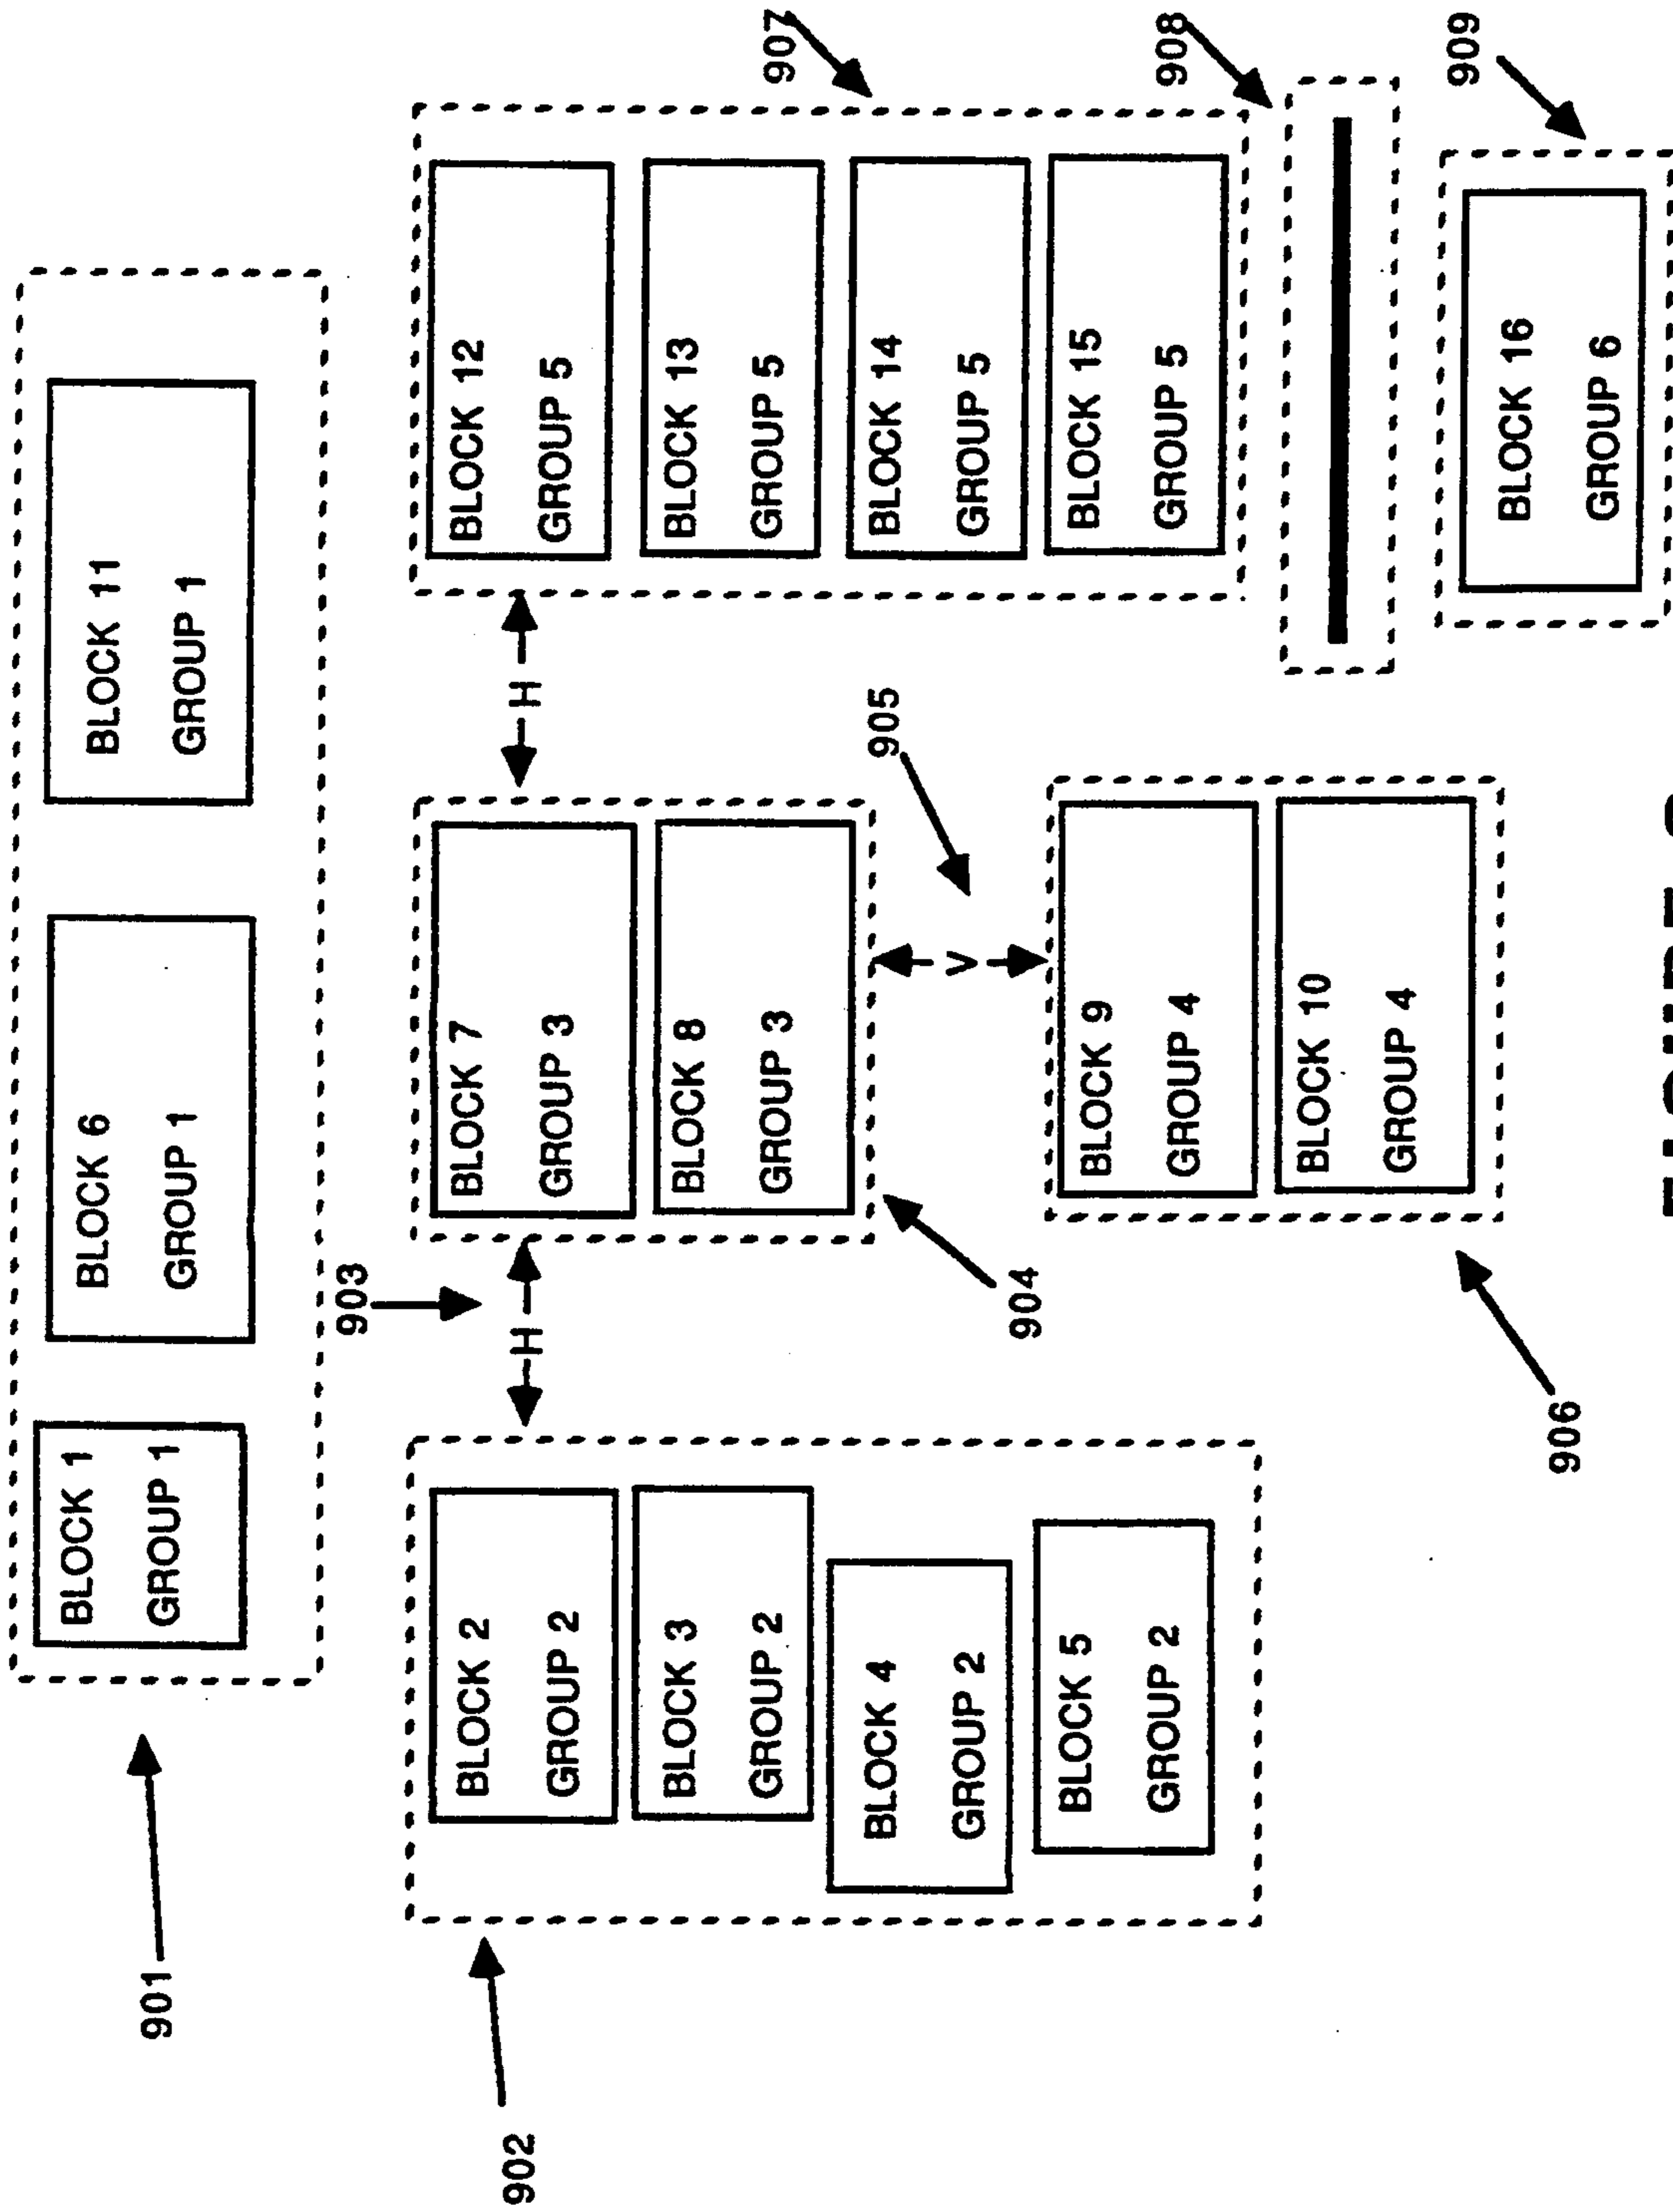 901
BLOCK 1
GROUP 1
BLOCK 6
GROUP 1
BLOCK 11
GROUP 1
902
BLOCK 2
GROUP 2
BLOCK 3
GROUP 2
BLOCK 4
GROUP 2
BLOCK 5
GROUP 2
903
H
BLOCK 7
GROUP 3
BLOCK 8
GROUP 3
904
V
905
BLOCK 9
GROUP 4
BLOCK 10
GROUP 4
906
H
907
BLOCK 12
GROUP 5
BLOCK 13
GROUP 5
BLOCK 14
GROUP 5
BLOCK 15
GROUP 5
908
909
BLOCK 16
GROUP 6